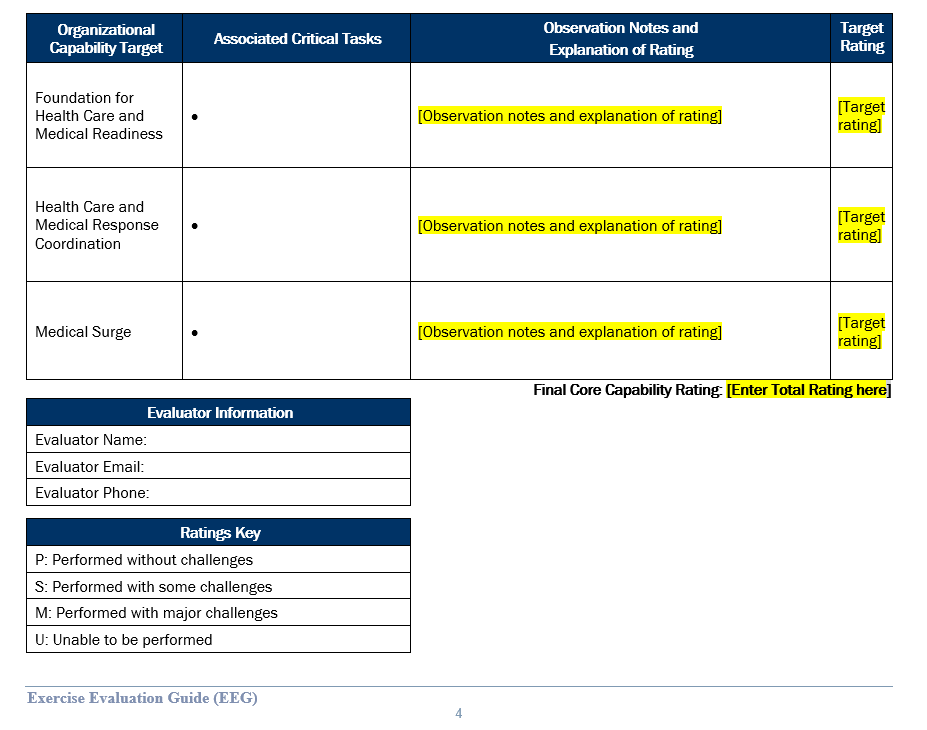 Organizational
Capability Target
Associated Critical Tasks
Observation Notes and
Explanation of Rating
Target
Rating
Foundation for
Health Care and
Medical Readiness
•
[Observation notes and explanation of rating]
[Target
rating]
Health Care and
Medical Response
Coordination
•
[Observation notes and explanation of rating]
[Target
rating]
Medical Surge
•
[Observation notes and explanation of rating]
[Target
rating]
Final Core Capability Rating: [Enter Total Rating here]
Evaluator Information
Evaluator Name:
Evaluator Email:
Evaluator Phone:
Ratings Key
P: Performed without challenges
S: Performed with some challenges
M: Performed with major challenges
U: Unable to be performed
Exercise Evaluation Guide (EEG)
4